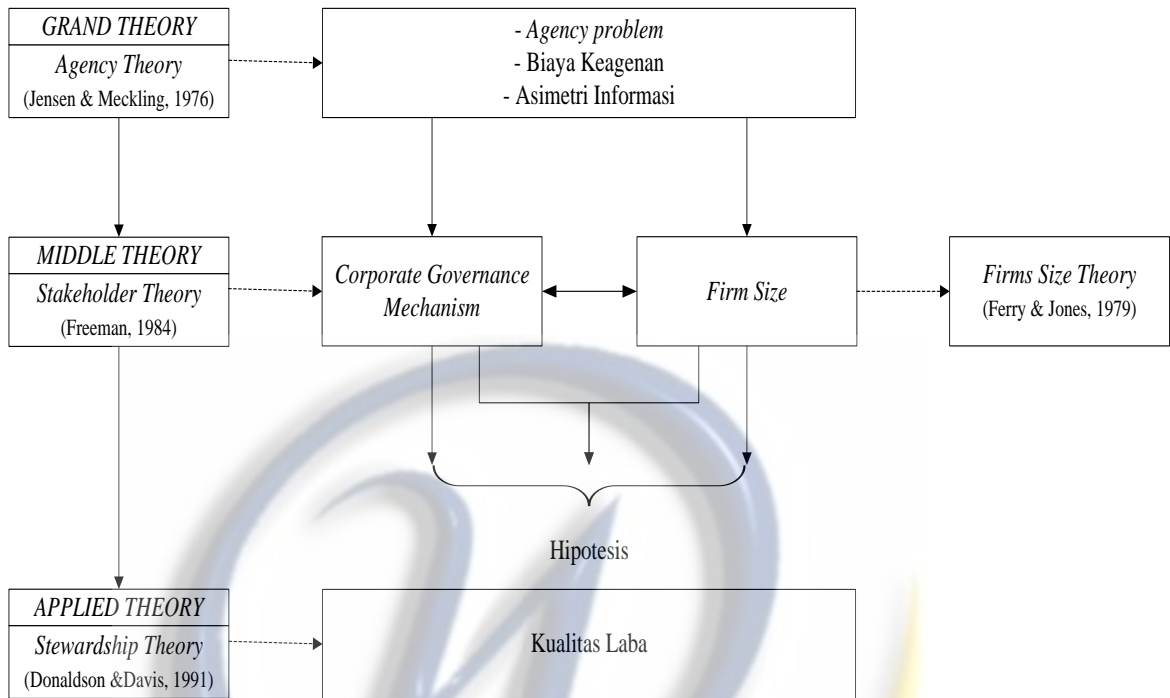 GRAND THEORY
Agency Theory
(Jensen & Meckling, 1976)
- Agency problem
- Biaya Keagenan
- Asimetri Informasi
MIDDLE THEORY
Stakeholder Theory
(Freeman, 1984)
Corporate Governance
Mechanism
Firm Size
Firms Size Theory
(Ferry & Jones, 1979)
Hipotesis
APPLIED THEORY
Stewardship Theory
(Donaldson &Davis, 1991)
Kualitas Laba